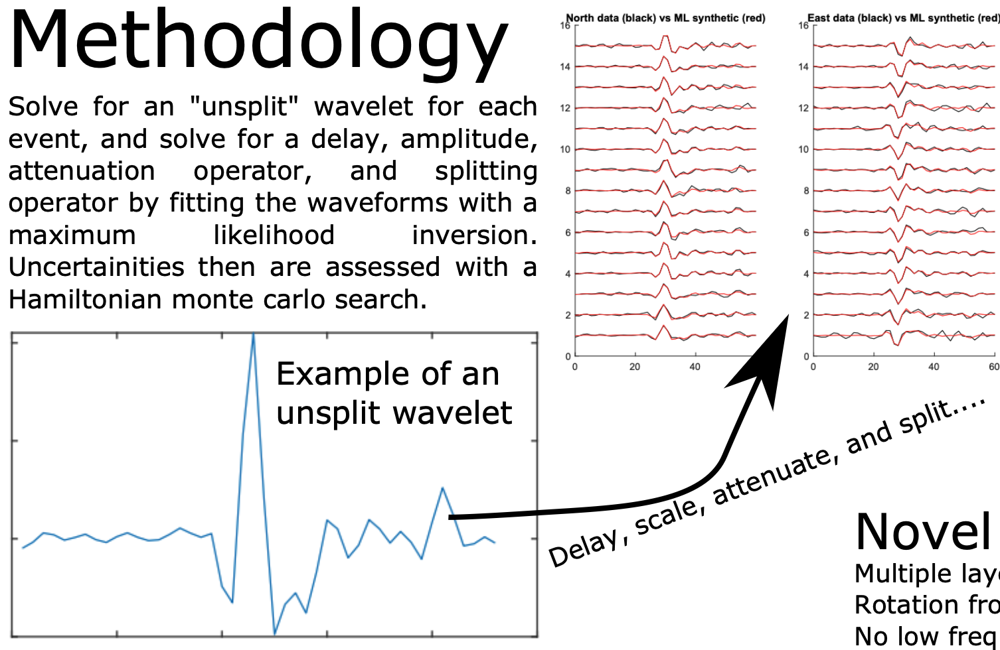 Methodology
Solve for an "unsplit" wavelet for each
event, and solve for a delay, amplitude,
attenuation operator, and splitting
operator by fitting the waveforms with a
maximum likelihood inversion.
Uncertainities then are assessed with a
Hamiltonian monte carlo search.
Example of an
unsplit wavelet
North data (black) vs ML synthetic (red)
16
14
12
10
8
6
4
2
0
0 20 40
East data (black) vs ML synthetic (red)
16
14
12
10
8
6
4
2
0
0 20 40 60
Delay, scale, attenuate, and split....
Novel
Multiple lay
Rotation fro
No low freq